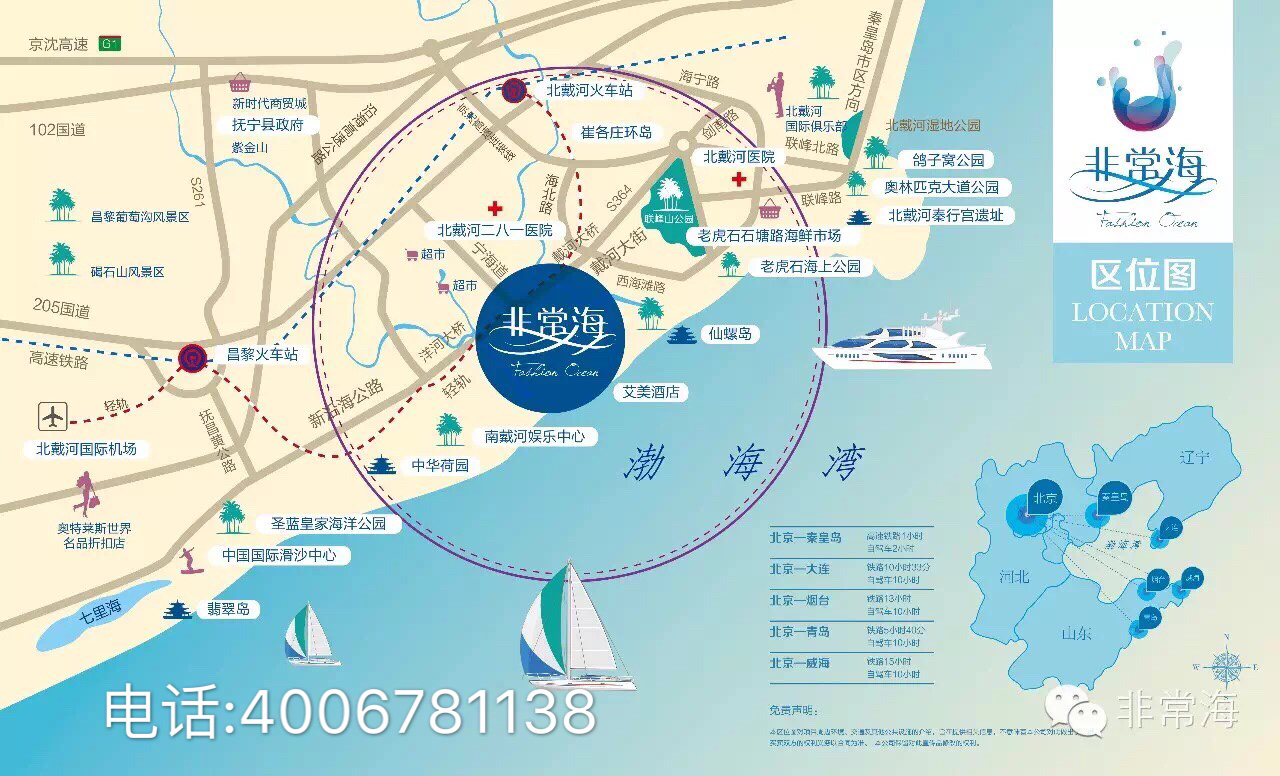 京沈高速 G1
秦皇岛市区方向
海宁路
北戴河火车站
新时代商贸城
抚宁县政府
紫金山
沿海高速公路
北戴河
国际俱乐部
北戴河湿地公园
102国道
崔各庄环岛
剑南路
联峰北路
北戴河医院
鸽子窝公园
奥林匹克大道公园
S261
海北路
S364
联峰山公园
联峰路
北戴河秦行宫遗址
昌黎葡萄沟风景区
北戴河二八一医院
老虎石石塘路海鲜市场
碣石山风景区
超市
宁海道
戴河大桥
戴河大街
老虎石海上公园
超市
西海滩路
205国道
非常海
Fashion Ocean
仙螺岛
高速铁路
昌黎火车站
洋河大桥
轻轨
艾美酒店
轻轨
新沿海公路
北戴河国际机场
抚昌黄公路
南戴河娱乐中心
中华荷园
渤海湾
奥特莱斯世界
名品折扣店
圣蓝皇家海洋公园
中国国际滑沙中心
七里海
翡翠岛
非常海
Fashion Ocean
区位图
LOCATION
MAP
北京—秦皇岛
高速铁路1小时
自驾车2小时
北京—大连
铁路10小时33分
自驾车10小时
北京—烟台
铁路13小时
自驾车10小时
北京—青岛
铁路5小时40分
自驾车10小时
北京—威海
铁路15小时
自驾车10小时
辽宁
北京
秦皇岛
大连
渤海湾
河北
烟台
威海
青岛
山东
N
W
E
电话:4006781138
免责声明:
非常海